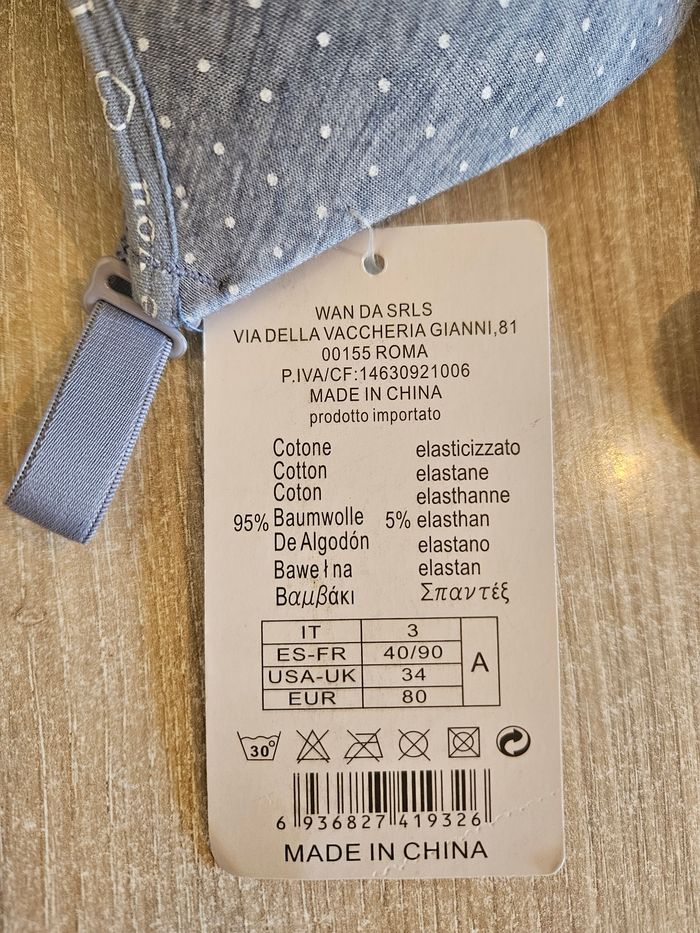 WAN DA SRLS
VIA DELLA VACCHERIA GIANNI,81
00155 ROMA
P.IVA/CF:14630921006
MADE IN CHINA
prodotto importato
Cotone elasticizzato
Cotton elastane
Coton elasthanne
95% Baumwolle 5% elasthan
De Algodón elastano
Bawełna elastan
Βαμβάκι Σπαντέξ
IT 3
ES-FR 40/90
USA-UK 34
EUR 80
A
30°
6 936827 419326
MADE IN CHINA